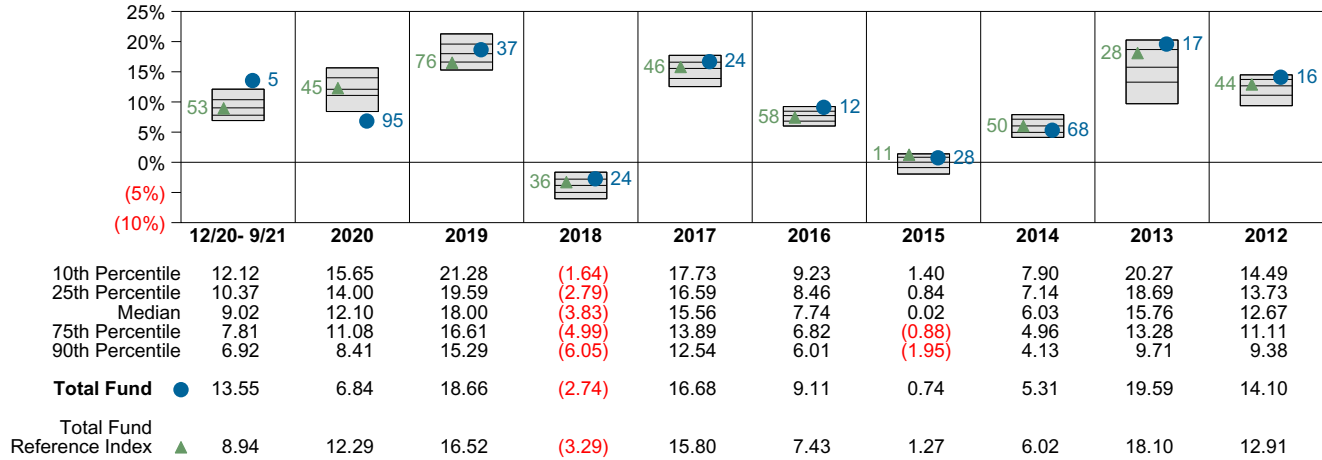 25%
20%
15%
10%
5%
0%
(5%)
(10%)
53 5 45 95 76 37 36 24 46 24 58 12 11 28 50 68 28 17 44 16
12/20- 9/21 2020 2019 2018 2017 2016 2015 2014 2013 2012
10th Percentile 12.12 15.65 21.28 (1.64) 17.73 9.23 1.40 7.90 20.27 14.49
25th Percentile 10.37 14.00 19.59 (2.79) 16.59 8.46 0.84 7.14 18.69 13.73
Median 9.02 12.10 18.00 (3.83) 15.56 7.74 0.02 6.03 15.76 12.67
75th Percentile 7.81 11.08 16.61 (4.99) 13.89 6.82 (0.88) 4.96 13.28 11.11
90th Percentile 6.92 8.41 15.29 (6.05) 12.54 6.01 (1.95) 4.13 9.71 9.38
Total Fund 13.55 6.84 18.66 (2.74) 16.68 9.11 0.74 5.31 19.59 14.10
Total Fund
Reference Index 8.94 12.29 16.52 (3.29) 15.80 7.43 1.27 6.02 18.10 12.91